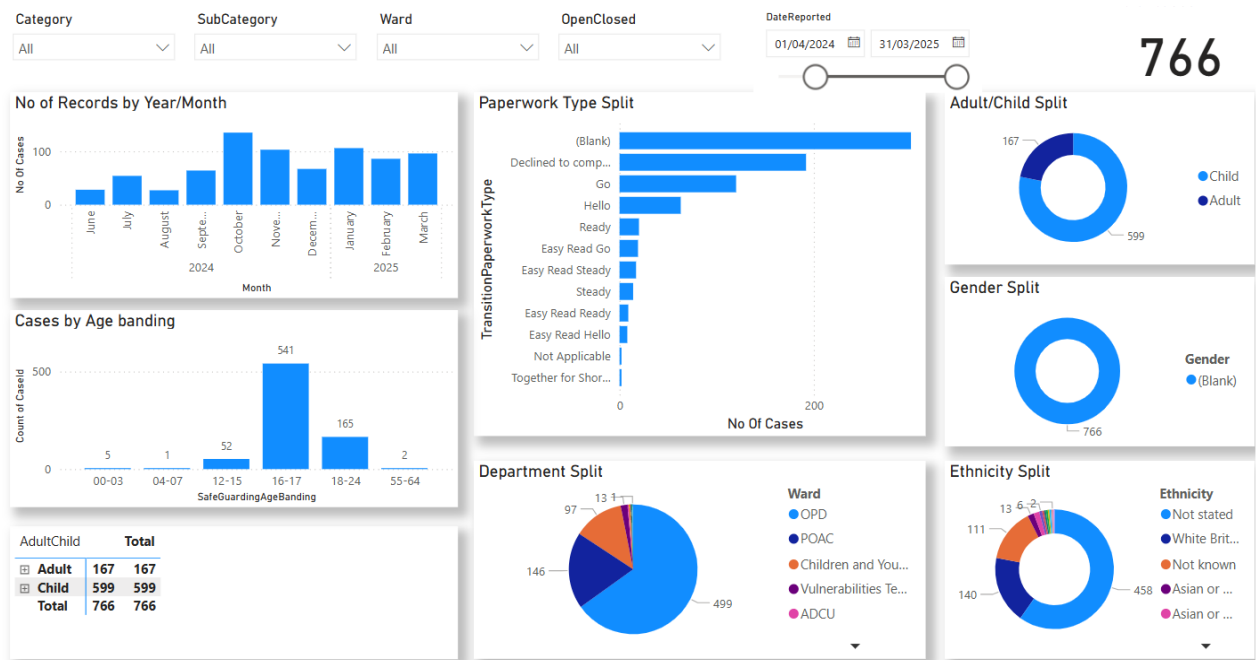 Category
SubCategory
Ward
OpenClosed
DateReported
All
All
All
All
01/04/2024
31/03/2025
766
No of Records by Year/Month
No Of Cases
100
0
June
July
August
Septe...
October
Nove...
Decem...
January
February
March
2024
2025
Month
Cases by Age banding
Count of CaseId
500
0
5
1
52
541
165
2
00-03
04-07
12-15
16-17
18-24
55-64
SafeGuardingAgeBanding
AdultChild Total
Adult 167 167
Child 599 599
Total 766 766
Paperwork Type Split
TransitionPaperworkType
(Blank)
Declined to comp...
Go
Hello
Ready
Easy Read Go
Easy Read Steady
Steady
Easy Read Ready
Easy Read Hello
Not Applicable
Together for Shor...
0
200
No Of Cases
Department Split
13 1
97
146
499
Ward
OPD
POAC
Children and You...
Vulnerabilities Te...
ADCU
Adult/Child Split
167
599
Child
Adult
Gender Split
766
Gender
(Blank)
Ethnicity Split
13 6 2
111
140
458
Ethnicity
Not stated
White Brit...
Not known
Asian or ...
Asian or ...